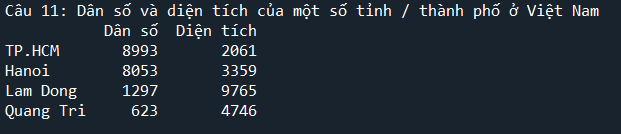 Câu 11: Dân số và diện tích của một số tỉnh / thành phố ở Việt Nam
Dân số Diện tích
TP.HCM 8993 2061
Hanoi 8053 3359
Lam Dong 1297 9765
Quang Tri 623 4746